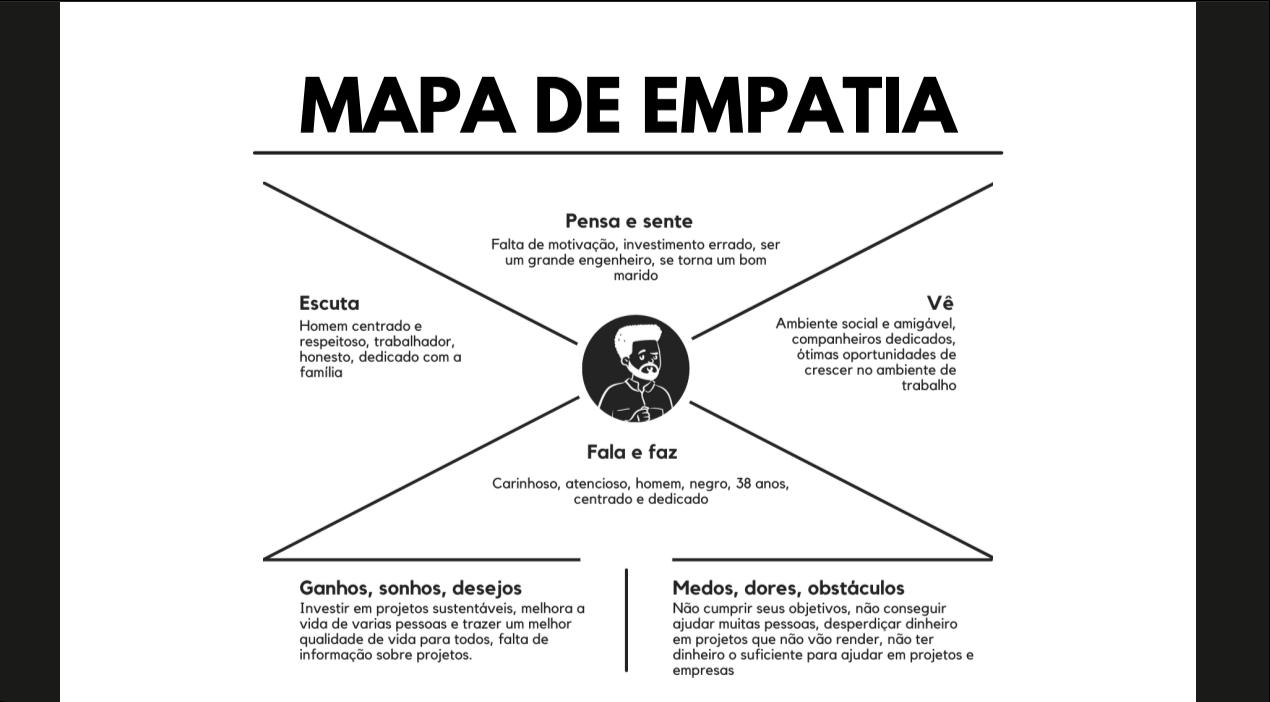 MAPA DE EMPATIA
Pensa e sente
Falta de motivação, investimento errado, ser
um grande engenheiro, se torna um bom
marido
Escuta
Homem centrado e
respeitoso, trabalhador,
honesto, dedicado com a
família
Vê
Ambiente social e amigável,
companheiros dedicados,
ótimas oportunidades de
crescer no ambiente de
trabalho
Fala e faz
Carinhoso, atencioso, homem, negro, 38 anos,
centrado e dedicado
Ganhos, sonhos, desejos
Investir em projetos sustentáveis, melhora a
vida de varias pessoas e trazer um melhor
qualidade de vida para todos, falta de
informação sobre projetos.
Medos, dores, obstáculos
Não cumprir seus objetivos, não conseguir
ajudar muitas pessoas, desperdiçar dinheiro
em projetos que não vão render, não ter
dinheiro o suficiente para ajudar em projetos e
empresas